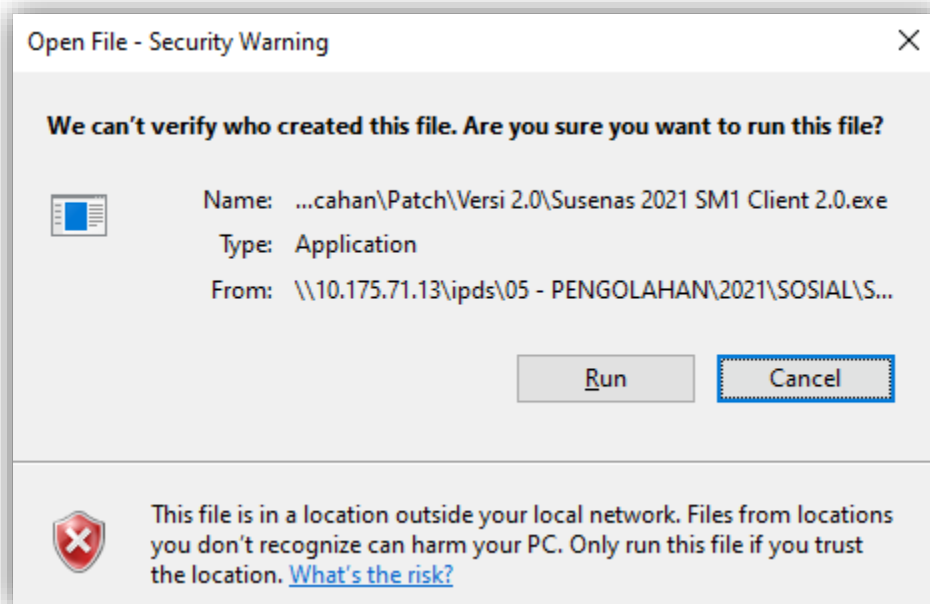 Open File - Security Warning
We can't verify who created this file. Are you sure you want to run this file?
Name: ...cahan\Patch\Versi 2.0\Susenas 2021 SM1 Client 2.0.exe
Type: Application
From: \\10.175.71.13\ipds\05 - PENGOLAHAN\2021\SOSIAL\S...
Run Cancel
This file is in a location outside your local network. Files from locations
you don't recognize can harm your PC. Only run this file if you trust
the location. What's the risk?